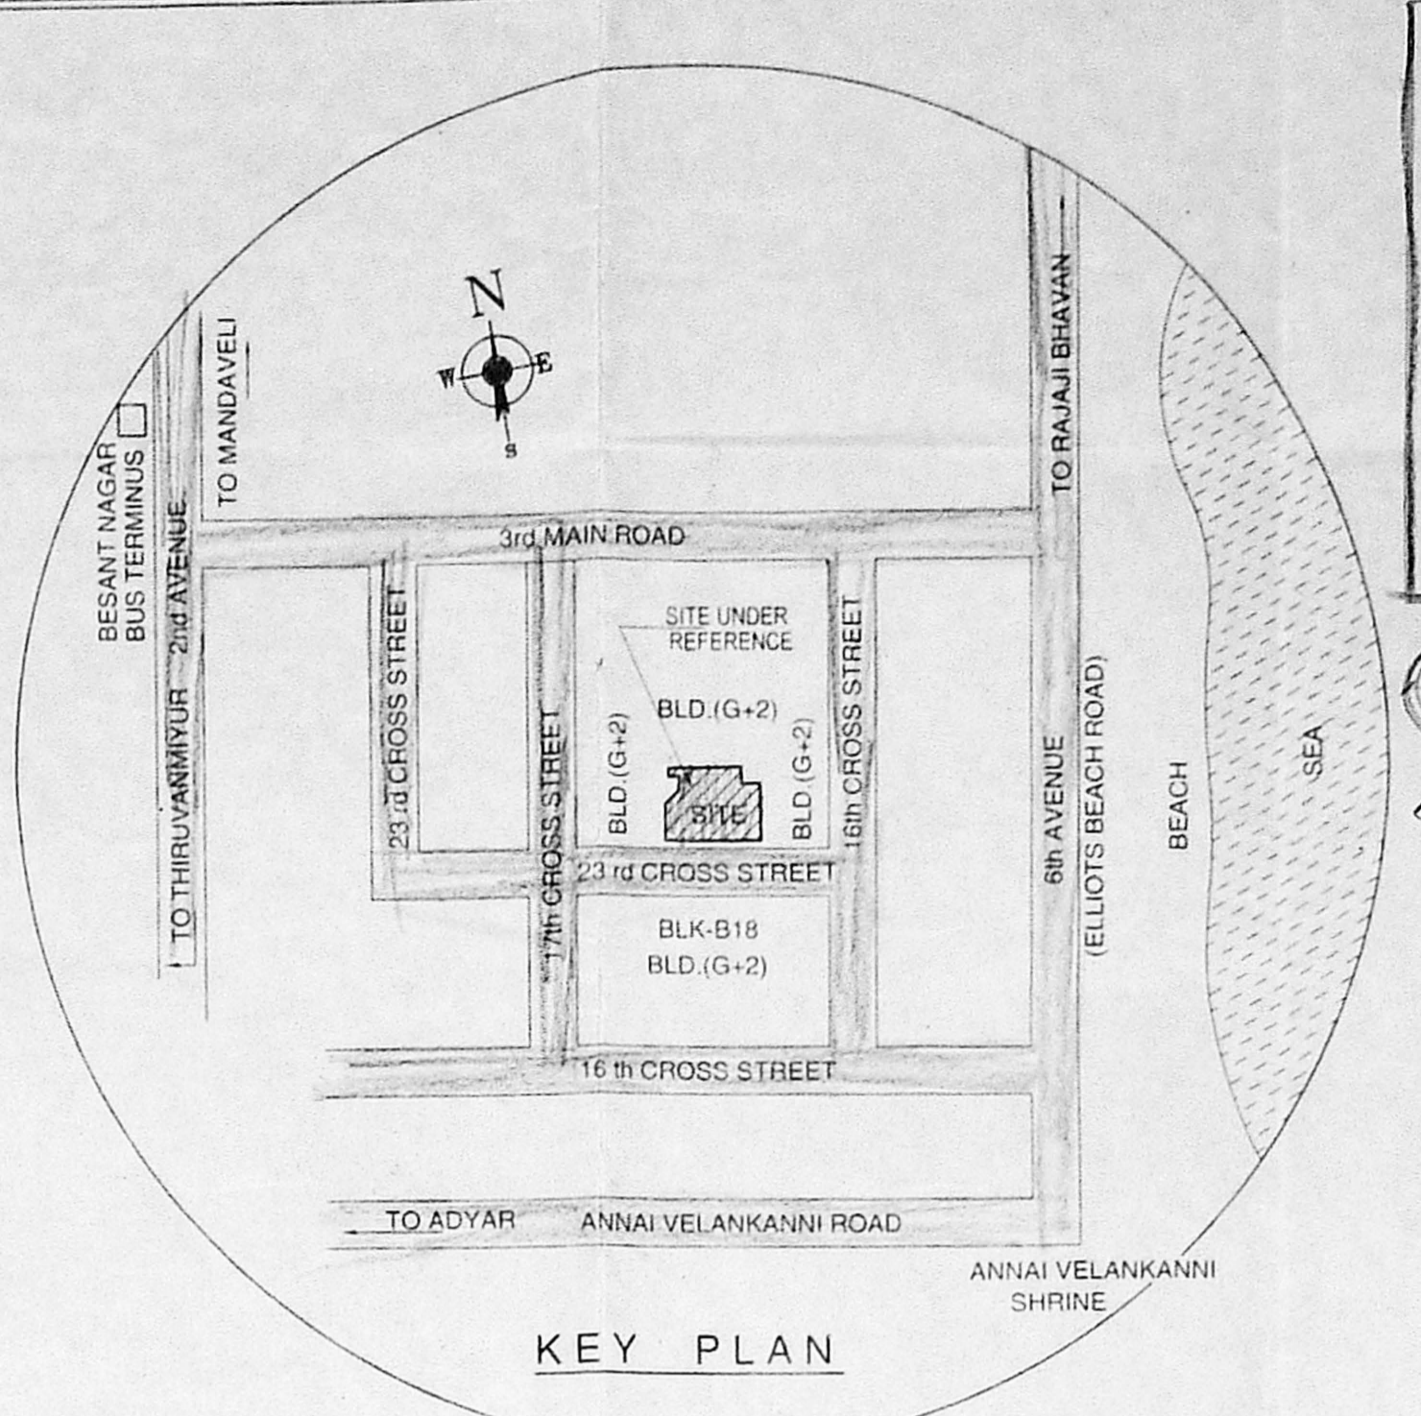 N
W
E
S
TO MANDAVELI
BESANT NAGAR
BUS TERMINUS
2nd AVENUE
TO THIRUVANMIYUR
TO RAJAJI BHAVAN
3rd MAIN ROAD
23 rd CROSS STREET
17th CROSS STREET
SITE UNDER
REFERENCE
BLD.(G+2)
BLD.(G+2)
BLD.(G+2)
SITE
16th CROSS STREET
6th AVENUE
(ELLIOTS BEACH ROAD)
BEACH
SEA
23 rd CROSS STREET
BLK-B18
BLD.(G+2)
16 th CROSS STREET
TO ADYAR
ANNAI VELANKANNI ROAD
ANNAI VELANKANNI
SHRINE
KEY PLAN